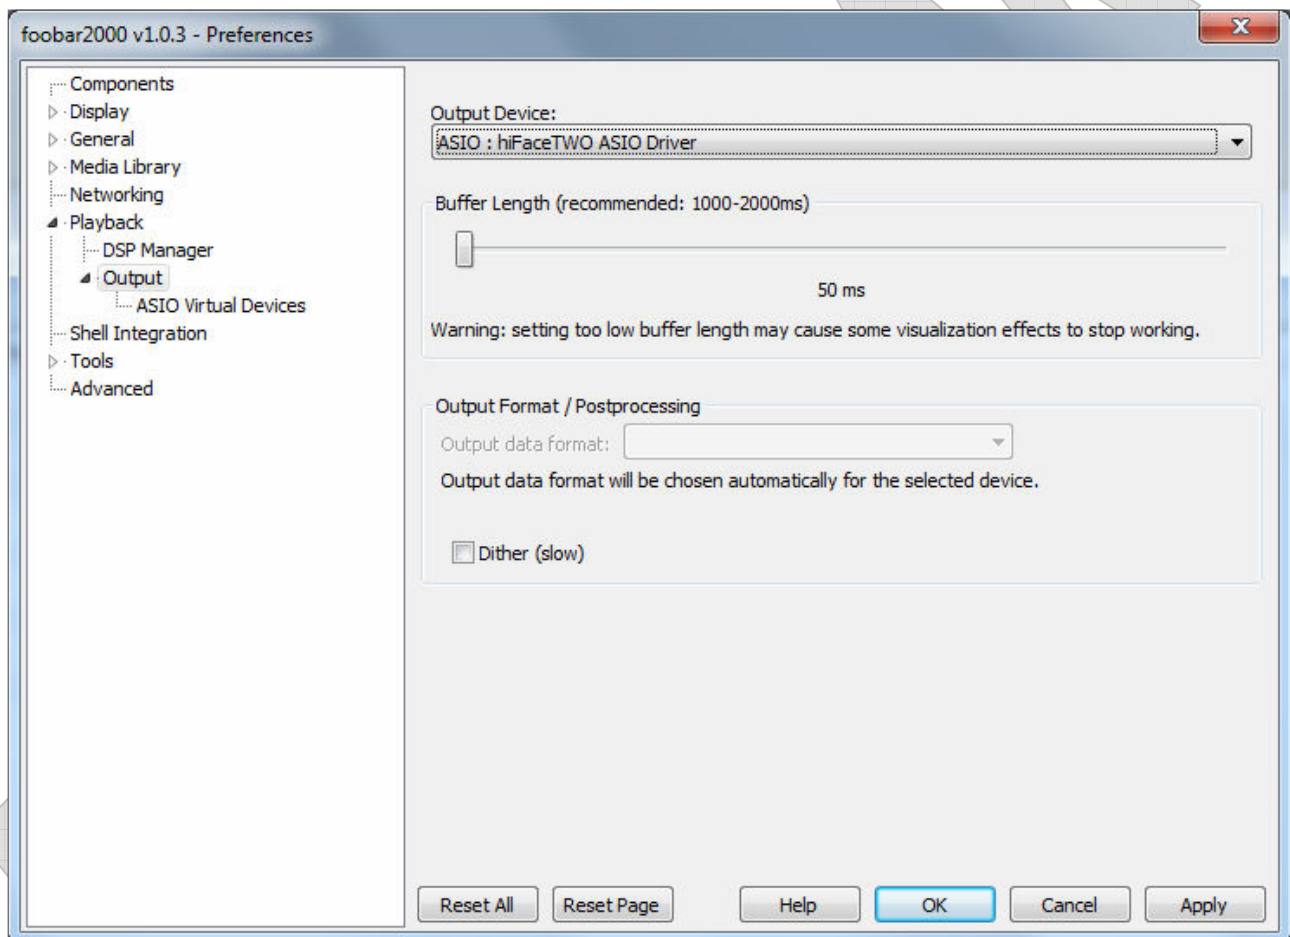 foobar2000 v1.0.3 - Preferences
Components
Display
General
Media Library
Networking
Playback
DSP Manager
Output
ASIO Virtual Devices
Shell Integration
Tools
Advanced
Output Device:
ASIO : hiFaceTWO ASIO Driver
Buffer Length (recommended: 1000-2000ms)
50 ms
Warning: setting too low buffer length may cause some visualization effects to stop working.
Output Format / Postprocessing
Output data format:
Output data format will be chosen automatically for the selected device.
Dither (slow)
Reset All Reset Page Help OK Cancel Apply